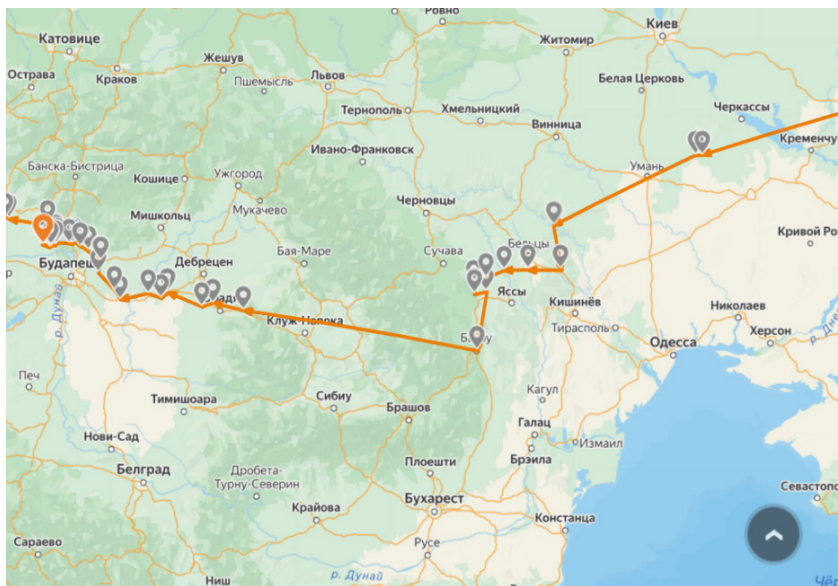 Ровно
Киев
Катовице
Житомир
Жешув
Острава
Краков
Львов
Белая Церковь
Пшемысль
Тернополь
Хмельницкий
Черкассы
Винница
Кременчу
Ивано-Франковск
Банска-Бистрица
Умань
Кошице
Ужгород
Мукачево
Черновцы
Мишкольц
Кривой Ро
Бая-Маре
Сучава
Бельцы
Будапеш
Дебрецен
р. Дунай
Клуж-Напока
Яссы
Кишинёв
Николаев
Тирасполь
Херсон
Одесса
Печ
Тимишоара
Сибиу
Кагул
Брашов
Нови-Сад
Галац
Измаил
Белград
Дробета-
Турну-Северин
Плоешти
Брэила
Севастопо
Крайова
Бухарест
Констанца
Сараево
Русе
Ниш
р. Дунай